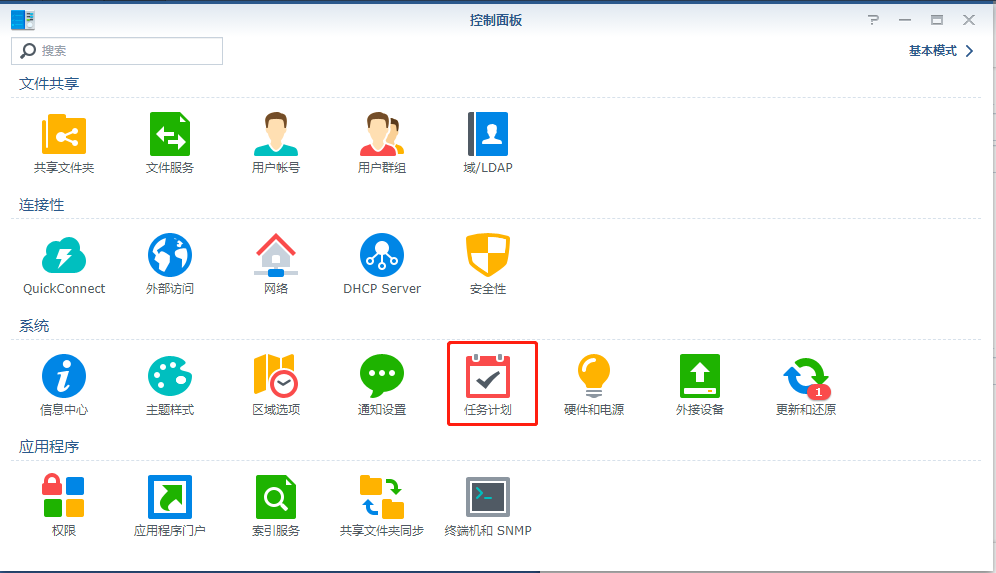 控制面板
搜索
基本模式
文件共享
共享文件夹 文件服务 用户帐号 用户群组 域/LDAP
连接性
QuickConnect 外部访问 网络 DHCP Server 安全性
系统
1
信息中心 主题样式 区域选项 通知设置 任务计划 硬件和电源 外接设备 更新和还原
应用程序
权限 应用程序门户 索引服务 共享文件夹同步 终端机和 SNMP